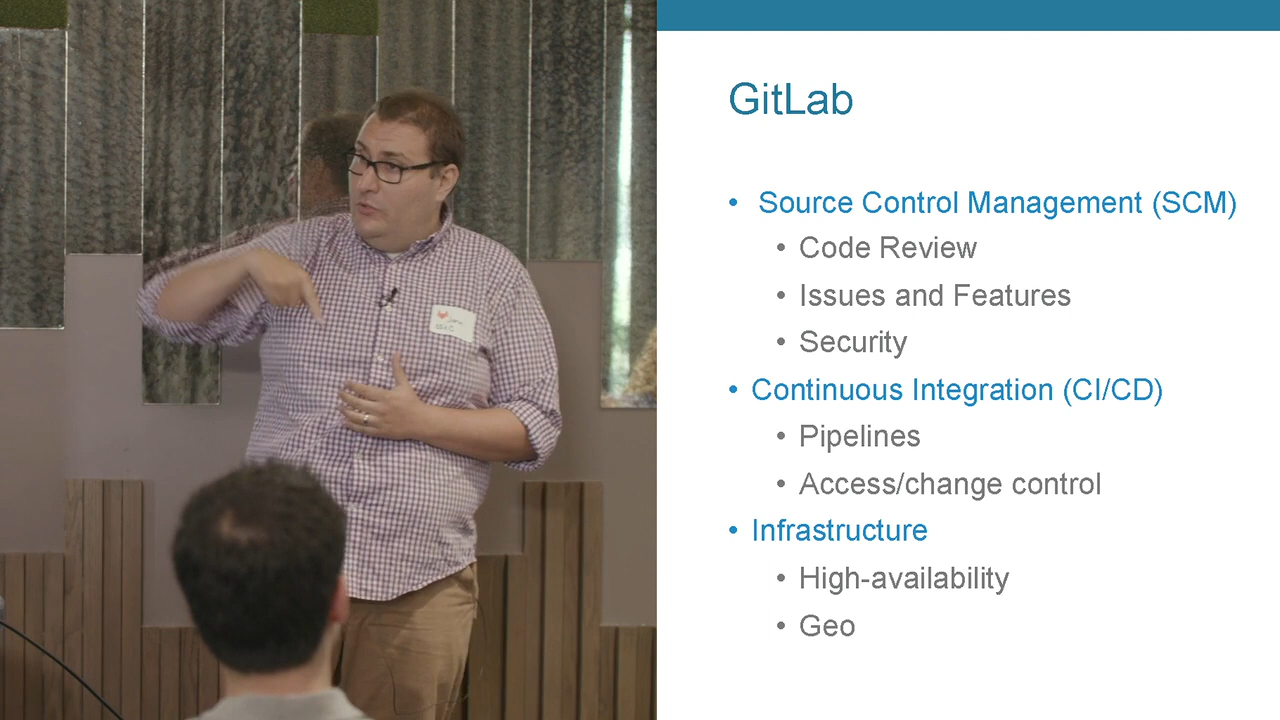 GitLab
• Source Control Management (SCM)
• Code Review
• Issues and Features
• Security
• Continuous Integration (CI/CD)
• Pipelines
• Access/change control
• Infrastructure
• High-availability
• Geo